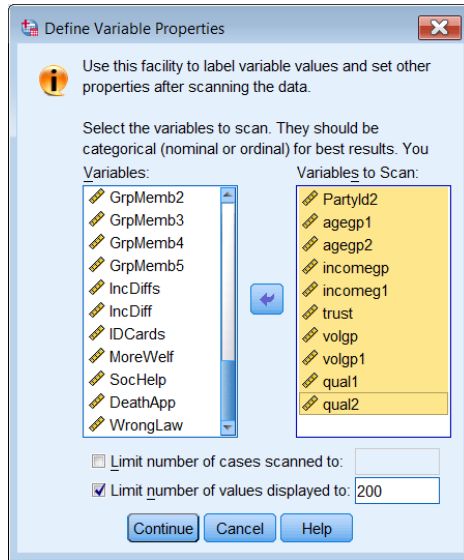 Define Variable Properties
Use this facility to label variable values and set other
properties after scanning the data.
Select the variables to scan. They should be
categorical (nominal or ordinal) for best results. You
Variables:
GrpMemb2
GrpMemb3
GrpMemb4
GrpMemb5
IncDiffs
IncDiff
IDCards
MoreWelf
SocHelp
DeathApp
WrongLaw
Variables to Scan:
PartyId2
agegp1
agegp2
incomegp
incomeg1
trust
volgp
volgp1
qual1
qual2
Limit number of cases scanned to:
Limit number of values displayed to: 200
Continue Cancel Help